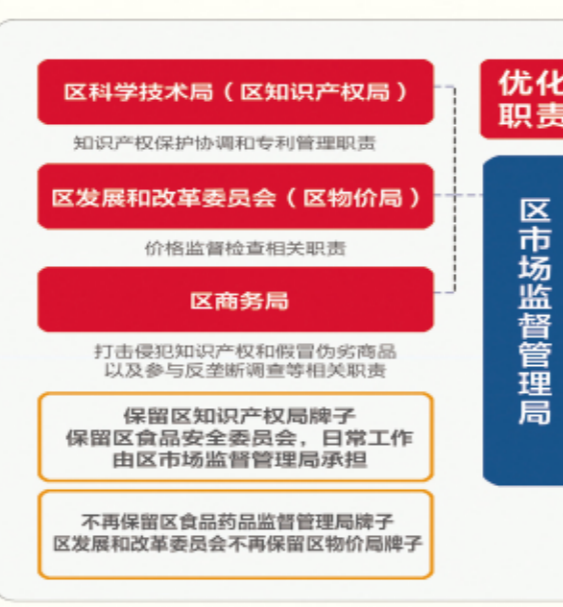 区科学技术局（区知识产权局）
知识产权保护协调和专利管理职责
区发展和改革委员会（区物价局）
价格监督检查相关职责
区商务局
打击侵犯知识产权和假冒伪劣商品
以及参与反垄断调查等相关职责
保留区知识产权局牌子
保留区食品安全委员会，日常工作
由区市场监督管理局承担
不再保留区食品药品监督管理局牌子
区发展和改革委员会不再保留区物价局牌子
优化
职责
区市场监督管理局